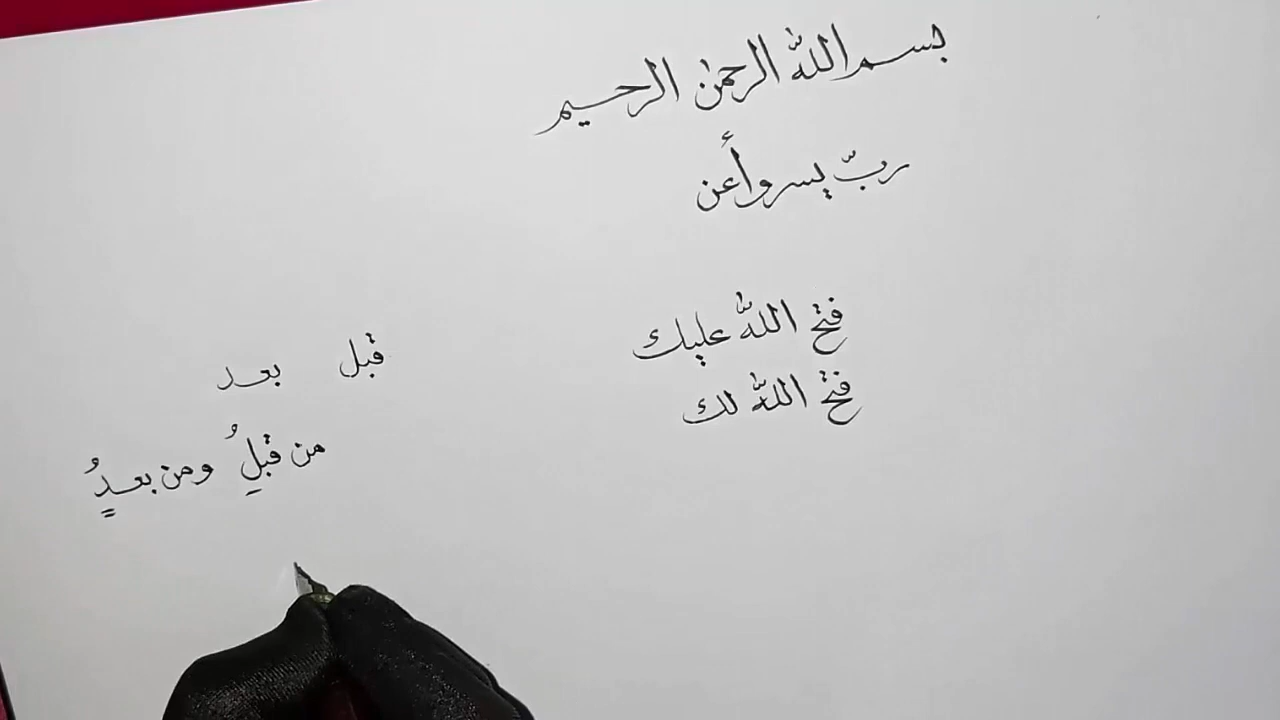 بسم الله الرحمن الرحيم
ربّ يسر وأعن
فتح الله عليك
فتح الله لك
قبل بعد
من قبلٍُ ومن بعدٍُ